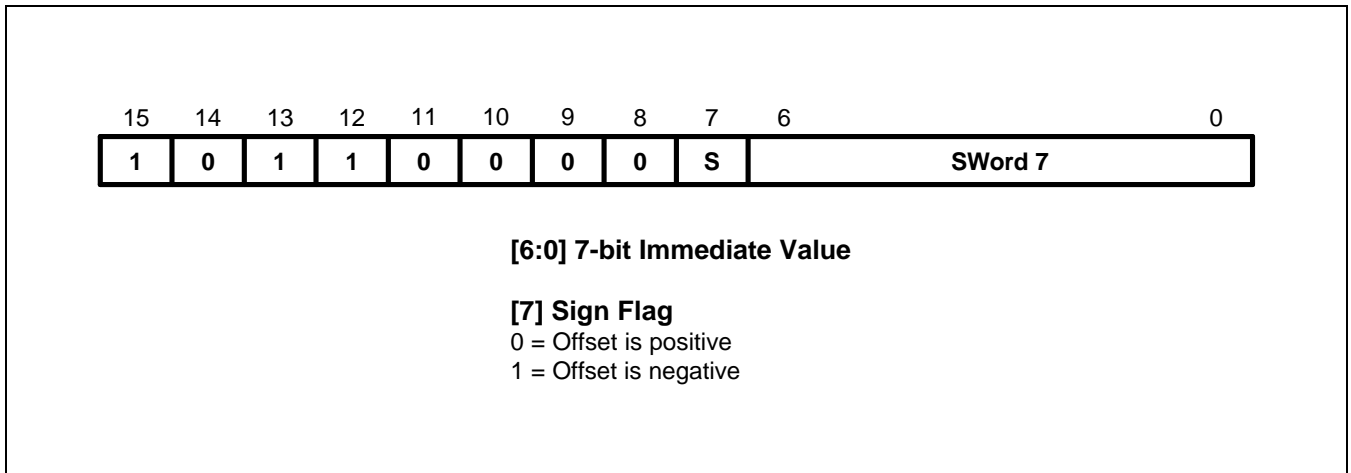 15 14 13 12 11 10 9 8 7 6 0
1 0 1 1 0 0 0 0 S SWord 7
[6:0] 7-bit Immediate Value
[7] Sign Flag
0 = Offset is positive
1 = Offset is negative